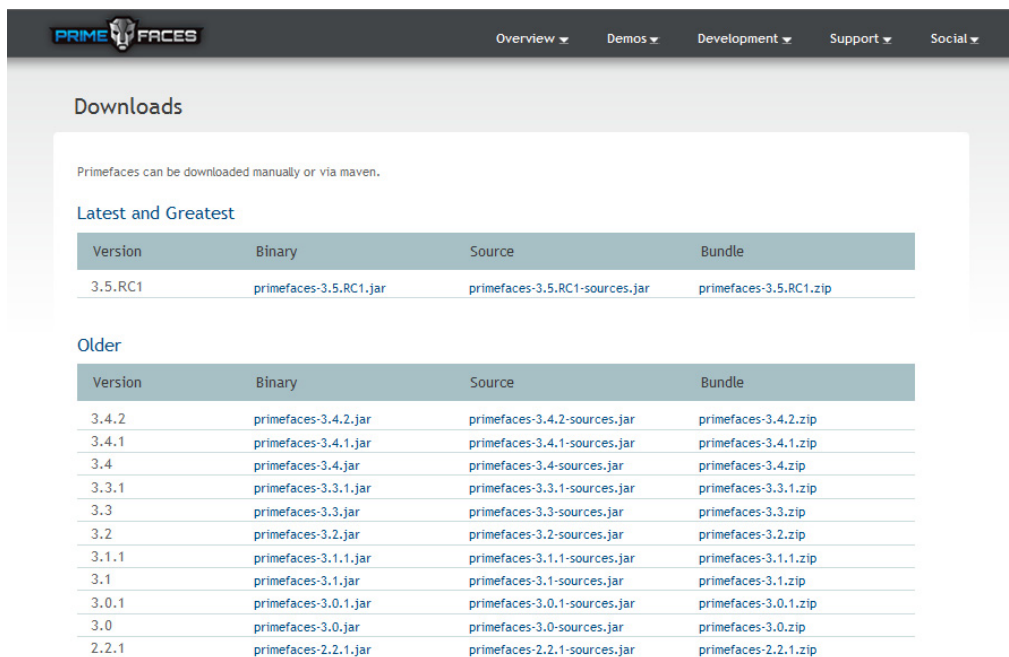 PRIME FACES
Overview Demos Development Support Social
Downloads
Primefaces can be downloaded manually or via maven.
Latest and Greatest
Version Binary Source Bundle
3.5.RC1 primefaces-3.5.RC1.jar primefaces-3.5.RC1-sources.jar primefaces-3.5.RC1.zip
Older
Version Binary Source Bundle
3.4.2 primefaces-3.4.2.jar primefaces-3.4.2-sources.jar primefaces-3.4.2.zip
3.4.1 primefaces-3.4.1.jar primefaces-3.4.1-sources.jar primefaces-3.4.1.zip
3.4 primefaces-3.4.jar primefaces-3.4-sources.jar primefaces-3.4.zip
3.3.1 primefaces-3.3.1.jar primefaces-3.3.1-sources.jar primefaces-3.3.1.zip
3.3 primefaces-3.3.jar primefaces-3.3-sources.jar primefaces-3.3.zip
3.2 primefaces-3.2.jar primefaces-3.2-sources.jar primefaces-3.2.zip
3.1.1 primefaces-3.1.1.jar primefaces-3.1.1-sources.jar primefaces-3.1.1.zip
3.1 primefaces-3.1.jar primefaces-3.1-sources.jar primefaces-3.1.zip
3.0.1 primefaces-3.0.1.jar primefaces-3.0.1-sources.jar primefaces-3.0.1.zip
3.0 primefaces-3.0.jar primefaces-3.0-sources.jar primefaces-3.0.zip
2.2.1 primefaces-2.2.1.jar primefaces-2.2.1-sources.jar primefaces-2.2.1.zip